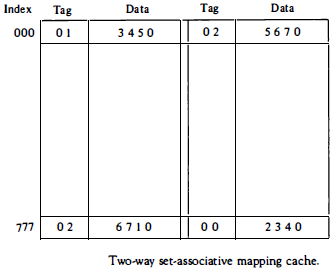 Index Tag Data Tag Data
000 0 1 3 4 5 0 0 2 5 6 7 0
777 0 2 6 7 1 0 0 0 2 3 4 0
Two-way set-associative mapping cache.